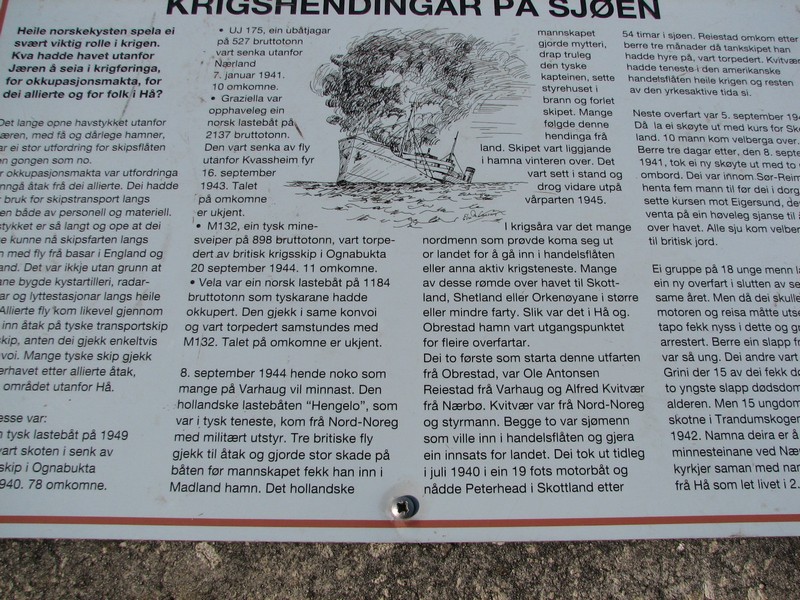 KRIGSHENDINGAR PÅ SJØEN
Heile norskekysten spela ei
svært viktig rolle i krigen.
Kva hadde havet utanfor
Jæren å seia i krigføringa,
for okkupasjonsmakta, for
dei allierte og for folk i Hå?
Det lange opne havstykket utanfor
æren, med få og dårlege hamner,
ar ei stor utfordring for skipsflåten
en gongen som no.
r okkupasjonsmakta var utfordringa
nngå åtak frå dei allierte. Dei hadde
r bruk for skipstransport langs
en både av personell og materiell.
stykket er så langt og ope at dei
e kunne nå skipsfarten langs
n med fly frå basar i England og
and. Det var ikkje utan grunn at
ane bygde kystartilleri, radar-
ar og lyttestasjonar langs heile
Allierte fly kom likevel gjennom
inn åtak på tyske transportskip
skip, anten dei gjekk enkeltvis
voi. Mange tyske skip gjekk
erhavet etter allierte åtak,
området utanfor Hå.
esse var:
n tysk lastebåt på 1949
vart skoten i senk av
skip i Ognabukta
940. 78 omkomne.
• UJ 175, ein ubåtjagar
på 527 bruttotonn
vart senka utanfor
Nærland
7. januar 1941.
10 omkomne.
• Graziella var
opphaveleg ein
norsk lastebåt på
2137 bruttotonn.
Den vart senka av fly
utanfor Kvassheim fyr
16. september
1943. Talet
på omkomne
er ukjent.
• M132, ein tysk mine-
sveiper på 898 bruttotonn, vart torpe-
dert av britisk krigsskip i Ognabukta
20 september 1944. 11 omkomne.
• Vela var ein norsk lastebåt på 1184
bruttotonn som tyskarane hadde
okkupert. Den gjekk i same konvoi
og vart torpedert samstundes med
M132. Talet på omkomne er ukjent.
8. september 1944 hende noko som
mange på Varhaug vil minnast. Den
hollandske lastebåten “Hengelo”, som
var i tysk teneste, kom frå Nord-Noreg
med militært utstyr. Tre britiske fly
gjekk til åtak og gjorde stor skade på
båten før mannskapet fekk han inn i
Madland hamn. Det hollandske
mannskapet
gjorde mytteri,
drap truleg
den tyske
kapteinen, sette
styrehuset i
brann og forlet
skipet. Mange
følgde denne
hendinga frå
land. Skipet vart liggjande
i hamna vinteren over. Det
vart sett i stand og
drog vidare utpå
vårparten 1945.
I krigsåra var det mange
nordmenn som prøvde koma seg ut
or landet for å gå inn i handelsflåten
eller anna aktiv krigsteneste. Mange
av desse rømde over havet til Skott-
land, Shetland eller Orkenøyane i større
eller mindre farty. Slik var det i Hå og.
Obrestad hamn vart utgangspunktet
for fleire overfartar.
Dei to første som starta denne utfarten
frå Obrestad, var Ole Antonsen
Reiestad frå Varhaug og Alfred Kvitvær
frå Nærbø. Kvitvær var frå Nord-Noreg
og styrmann. Begge to var sjømenn
som ville inn i handelsflåten og gjera
ein innsats for landet. Dei tok ut tidleg
i juli 1940 i ein 19 fots motorbåt og
nådde Peterhead i Skottland etter
54 timar i sjøen. Reiestad omkom etter
berre tre månader då tankskipet han
hadde hyre på, vart torpedert. Kvitvær
hadde teneste i den amerikanske
handelsflåten heile krigen og resten
av den yrkesaktive tida si.
Neste overfart var 5. september 194
Då la ei skøyte ut med kurs for Sko
land. 10 mann kom velberga over.
Berre tre dagar etter, den 8. septe
1941, tok ei ny skøyte ut med to
ombord. Dei var innom Sør-Reim
henta fem mann til før dei i dorg
sette kursen mot Eigersund, de
venta på ein høveleg sjanse til
over havet. Alle sju kom velber
til britisk jord.
Ei gruppe på 18 unge menn la
ein ny overfart i slutten av se
same året. Men då dei skulle
motoren og reisa måtte utse
tapo fekk nyss i dette og gr
arrestert. Berre ein slapp fr
var så ung. Dei andre vart
Grini der 15 av dei fekk dø
to yngste slapp dødsdom
alderen. Men 15 ungdom
skotne i Trandumskogen
1942. Namna deira er å
minnesteinane ved Næ
kyrkjer saman med nar
frå Hå som let livet i 2.